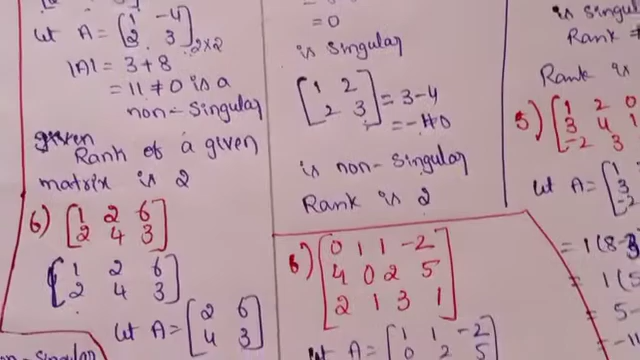 Let A = [1 -4
2 3]2×2
|A| = 3+8
= 11 ≠ 0 is a
non-singular
given
Rank of a given
matrix is 2
6) [1 2 6
2 4 3]
[1 2 6
2 4 3]
Let A = [2 6
4 3]
=0
is singular
[1 2
2 3] = 3-4
= -1≠0
is non-singular
Rank is 2
6) [0 1 1 -2
4 0 2 5
2 1 3 1]
let A = [1 1 -2
0 2 5
is singular
Rank
Rank is
5) [1 2 0
3 4 1
-2 3
let A = [1
3
-2
= 1(8-3
= 1(5
= 5-
= -11